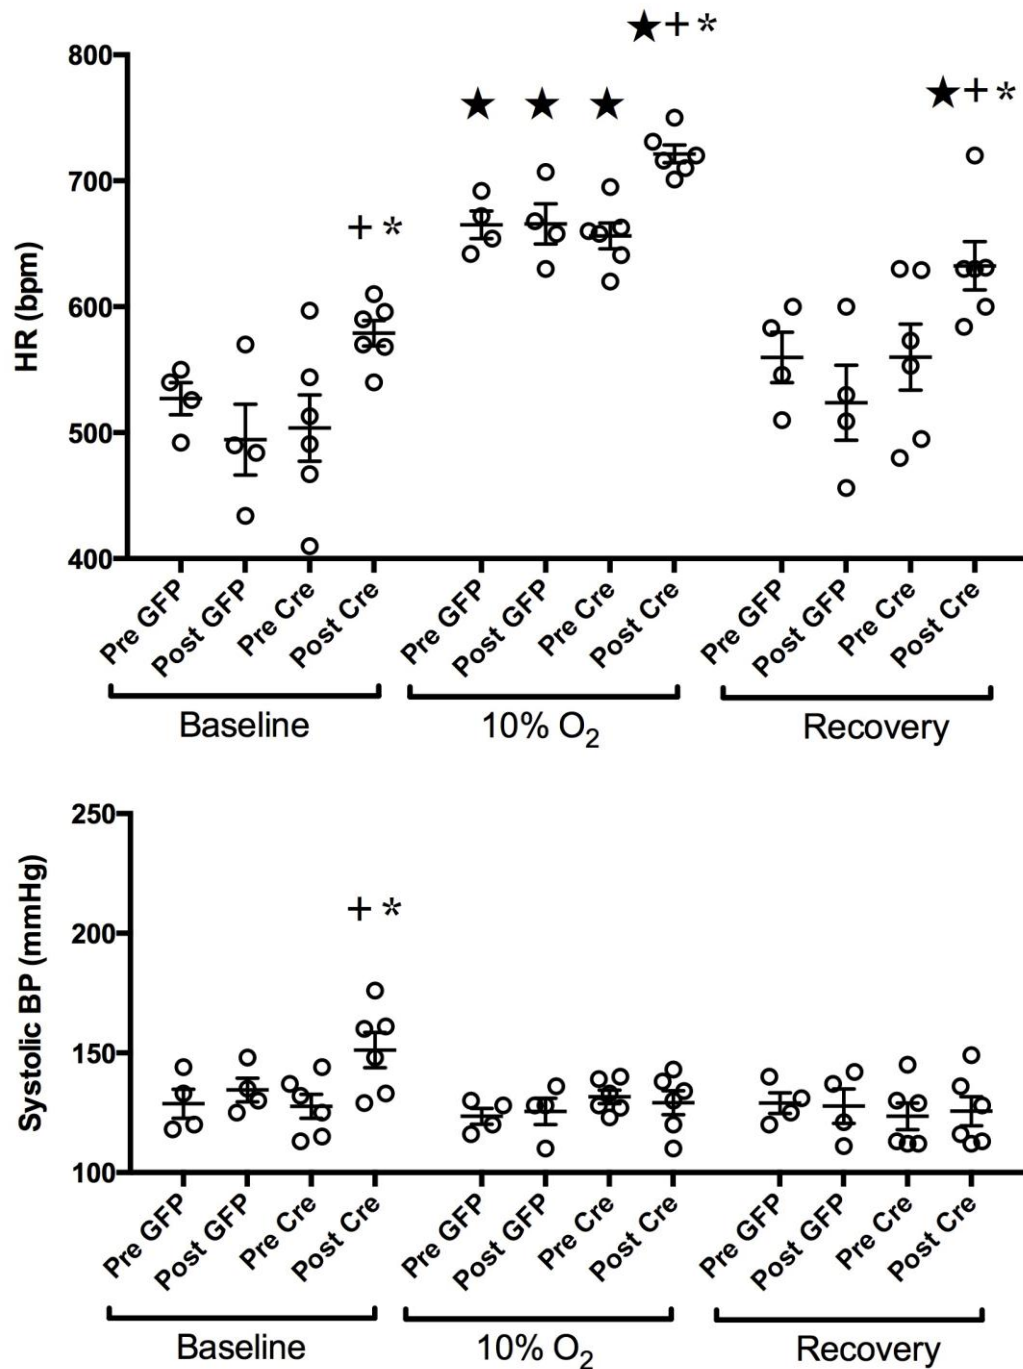 ★ + *
800
★ ★ ★
★ + *
700
+ *
600
500
400
HR (bpm)
Pre GFP
Post GFP
Pre Cre
Post Cre
Pre GFP
Post GFP
Pre Cre
Post Cre
Pre GFP
Post GFP
Pre Cre
Post Cre
Baseline
10% O₂
Recovery
250
+ *
200
150
100
Systolic BP (mmHg)
Pre GFP
Post GFP
Pre Cre
Post Cre
Pre GFP
Post GFP
Pre Cre
Post Cre
Pre GFP
Post GFP
Pre Cre
Post Cre
Baseline
10% O₂
Recovery